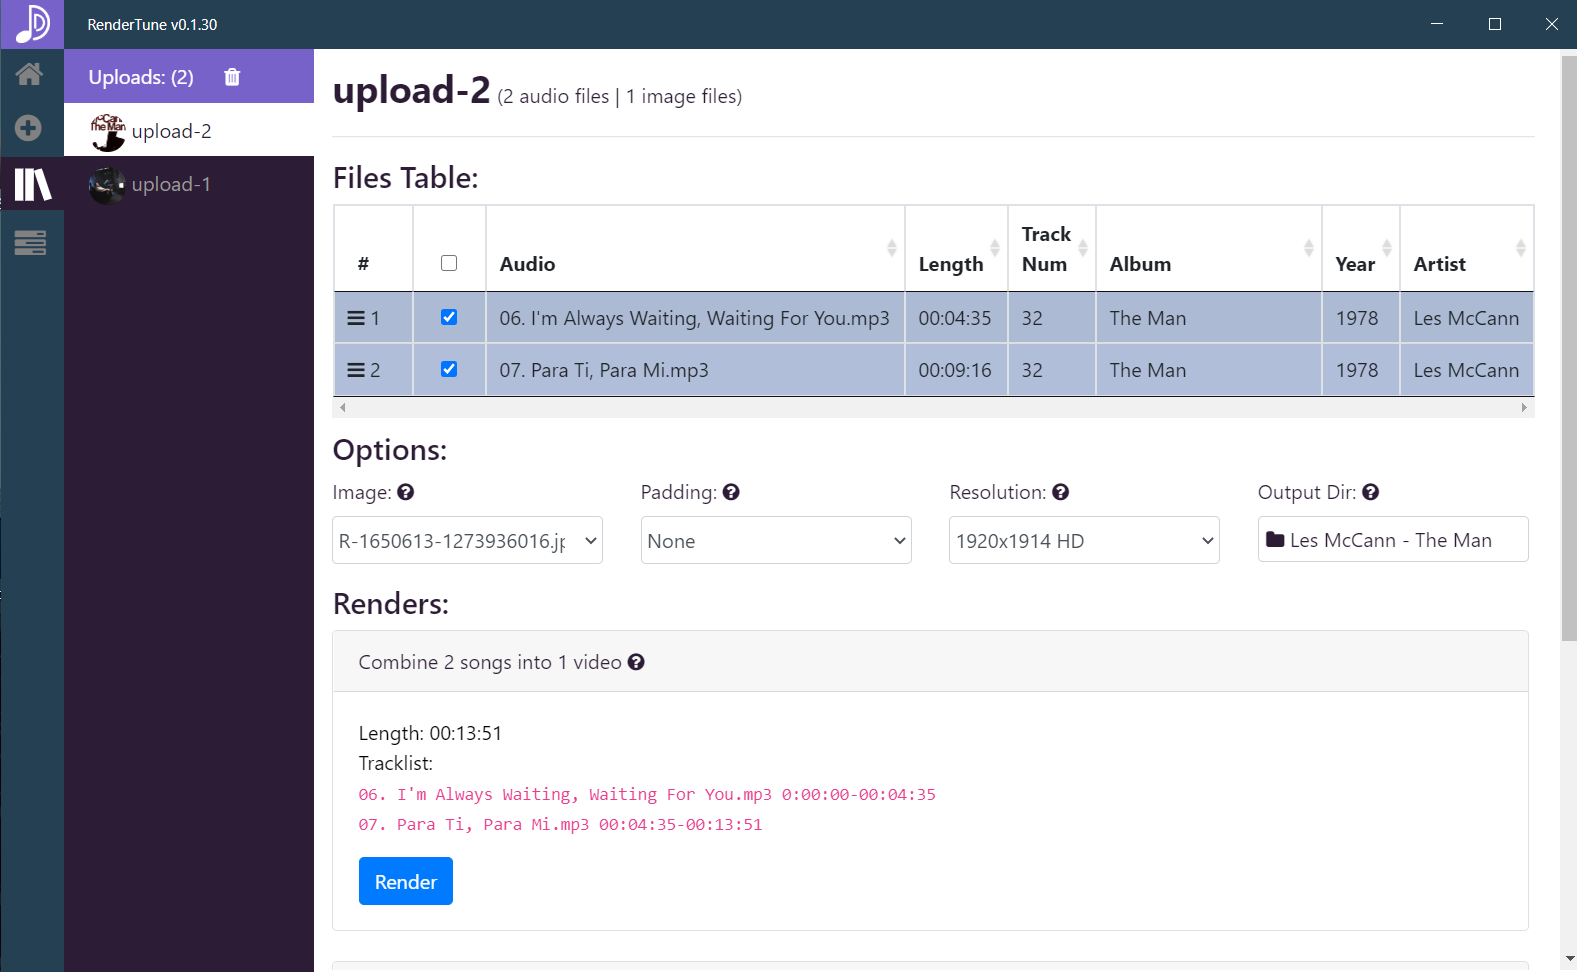 RenderTune v0.1.30
Uploads: (2)
upload-2
upload-1
upload-2 (2 audio files | 1 image files)
Files Table:
# Audio Length Track Num Album Year Artist
1 06. I'm Always Waiting, Waiting For You.mp3 00:04:35 32 The Man 1978 Les McCann
2 07. Para Ti, Para Mi.mp3 00:09:16 32 The Man 1978 Les McCann
Options:
Image: Padding: Resolution: Output Dir:
R-1650613-1273936016.jp None 1920x1914 HD Les McCann - The Man
Renders:
Combine 2 songs into 1 video
Length: 00:13:51
Tracklist:
06. I'm Always Waiting, Waiting For You.mp3 0:00:00-00:04:35
07. Para Ti, Para Mi.mp3 00:04:35-00:13:51
Render